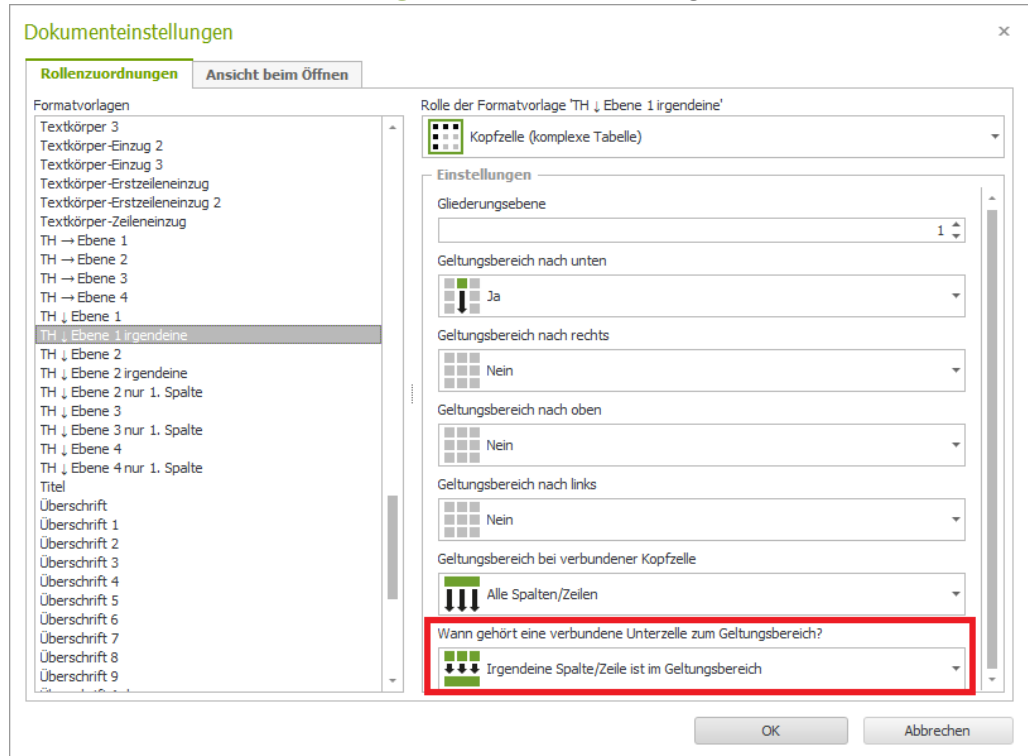 Dokumenteinstellungen
Rollenzuordnungen
Ansicht beim Öffnen
Formatvorlagen
Textkörper 3
Textkörper-Einzug 2
Textkörper-Einzug 3
Textkörper-Erstzeileneinzug
Textkörper-Erstzeileneinzug 2
Textkörper-Zeileneinzug
TH → Ebene 1
TH → Ebene 2
TH → Ebene 3
TH → Ebene 4
TH ↓ Ebene 1
TH ↓ Ebene 1 irgendeine
TH ↓ Ebene 2
TH ↓ Ebene 2 irgendeine
TH ↓ Ebene 2 nur 1. Spalte
TH ↓ Ebene 3
TH ↓ Ebene 3 nur 1. Spalte
TH ↓ Ebene 4
TH ↓ Ebene 4 nur 1. Spalte
Titel
Überschrift
Überschrift 1
Überschrift 2
Überschrift 3
Überschrift 4
Überschrift 5
Überschrift 6
Überschrift 7
Überschrift 8
Überschrift 9
Rolle der Formatvorlage 'TH ↓ Ebene 1 irgendeine'
Kopfzelle (komplexe Tabelle)
Einstellungen
Gliederungsebene
1
Geltungsbereich nach unten
Ja
Geltungsbereich nach rechts
Nein
Geltungsbereich nach oben
Nein
Geltungsbereich nach links
Nein
Geltungsbereich bei verbundener Kopfzelle
Alle Spalten/Zeilen
Wann gehört eine verbundene Unterzelle zum Geltungsbereich?
Irgendeine Spalte/Zeile ist im Geltungsbereich
OK
Abbrechen